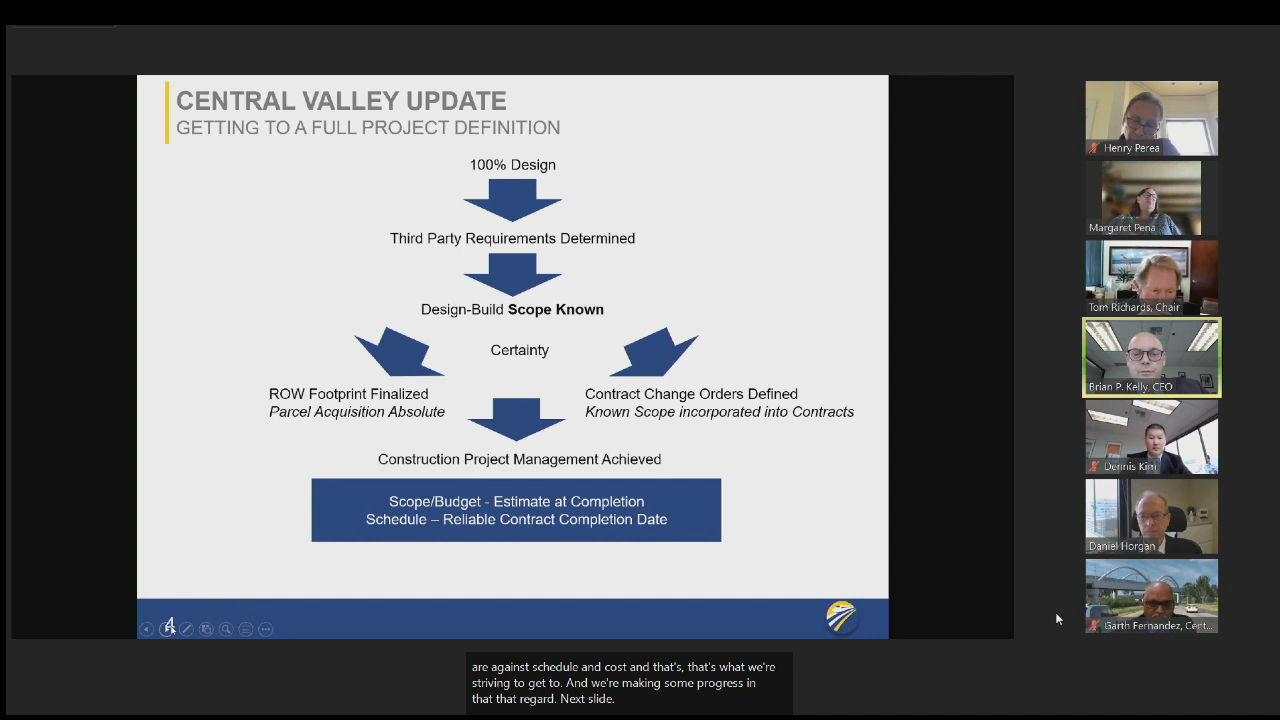 CENTRAL VALLEY UPDATE
GETTING TO A FULL PROJECT DEFINITION
100% Design
Third Party Requirements Determined
Design-Build Scope Known
Certainty
ROW Footprint Finalized
Parcel Acquisition Absolute
Contract Change Orders Defined
Known Scope incorporated into Contracts
Construction Project Management Achieved
Scope/Budget - Estimate at Completion
Schedule – Reliable Contract Completion Date
4
Henry Perea
Margaret Pena
Tom Richards, Chair
Brian P. Kelly, CEO
Dennis Kim
Daniel Horgan
Garth Fernandez, Cent...
are against schedule and cost and that's, that's what we're
striving to get to. And we're making some progress in
that that regard. Next slide.